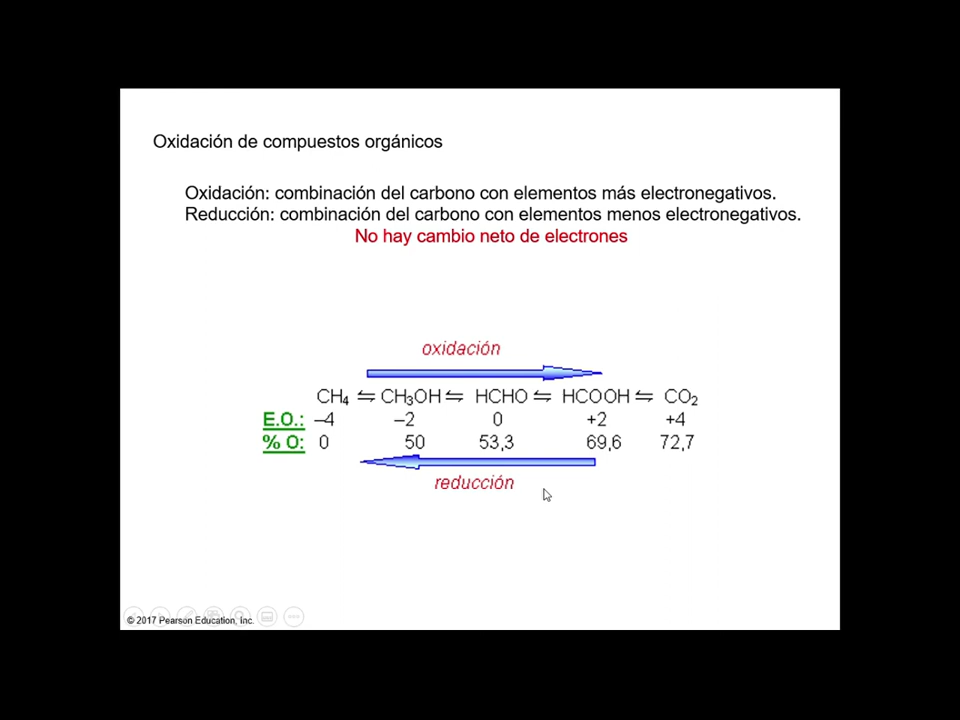 Oxidación de compuestos orgánicos
Oxidación: combinación del carbono con elementos más electronegativos.
Reducción: combinación del carbono con elementos menos electronegativos.
No hay cambio neto de electrones
oxidación
CH₄ ⇆ CH₃OH ⇆ HCHO ⇆ HCOOH ⇆ CO₂
E.O.: –4 –2 0 +2 +4
% O: 0 50 53,3 69,6 72,7
reducción
© 2017 Pearson Education, Inc.